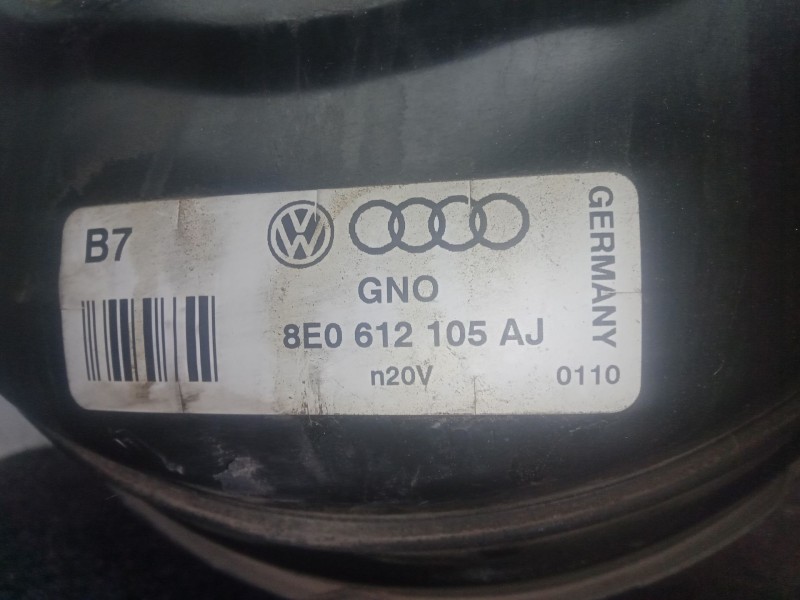 B7
GNO
8E0 612 105 AJ
n20V
0110
GERMANY